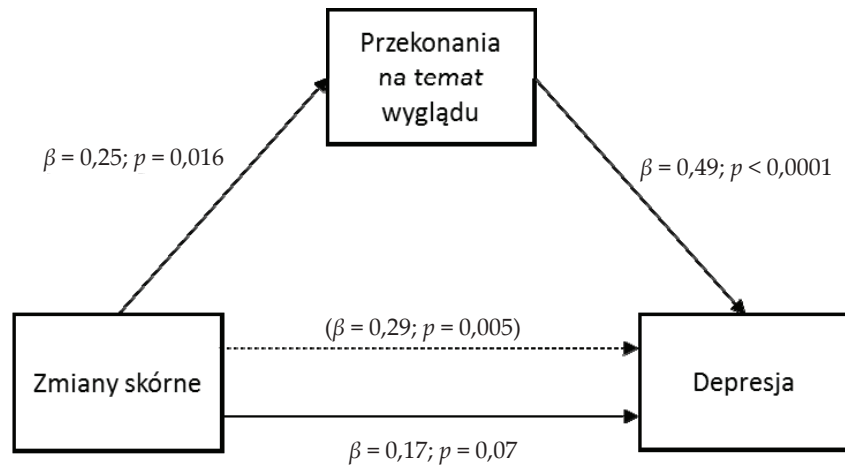 Przekonania
na temat
wyglądu
β = 0,25; p = 0,016
β = 0,49; p < 0,0001
(β = 0,29; p = 0,005)
Zmiany skórne
Depresja
β = 0,17; p = 0,07